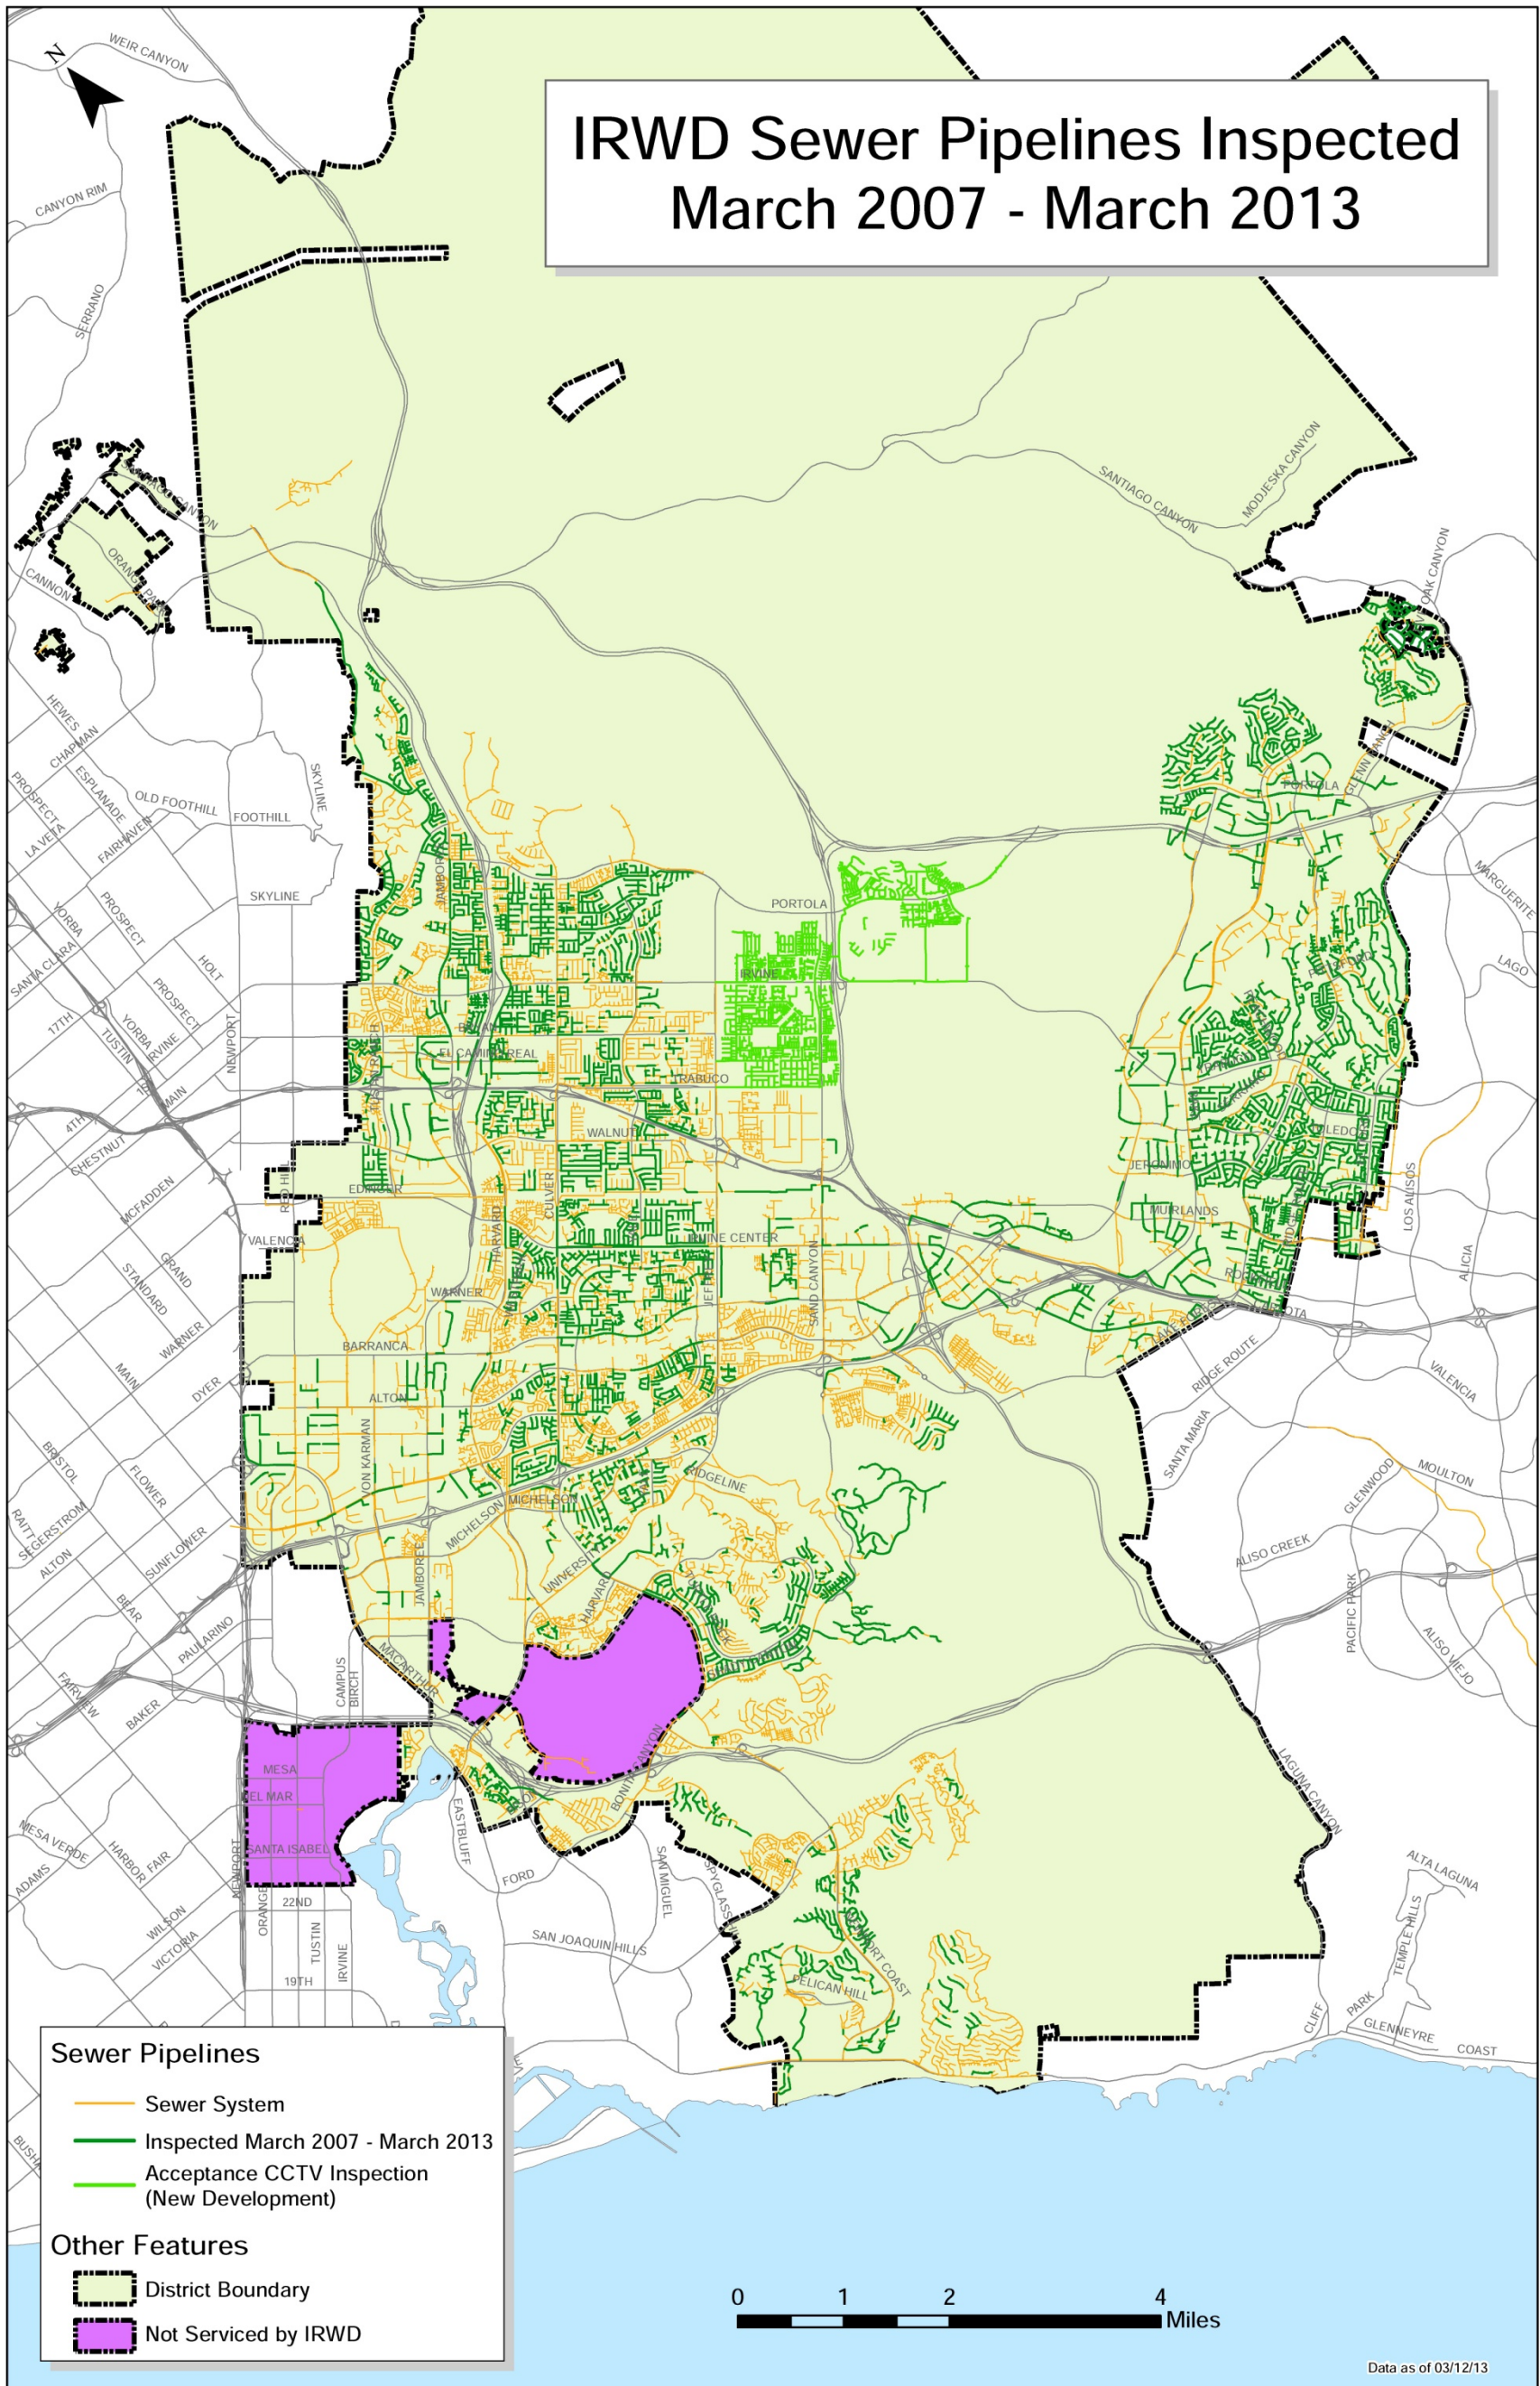 N
WEIR CANYON
IRWD Sewer Pipelines Inspected
March 2007 - March 2013
CANYON RIM
SERRANO
SANTIAGO CANYON
MODJESKA CANYON
SANTIAGO CANYON
CANNON
HEWES
CHAPMAN
PROSPECT
ESPLANADE
LA VETA
OLD FOOTHILL
FAIRHAVEN
FOOTHILL
SKYLINE
SKYLINE
GLENN RANCH
PORTOLA
PORTOLA
MARGUERITE
JAMBOREE
YORBA
PROSPECT
SANTA CLARA
HOLT
PROSPECT
LAGO
17TH
TUSTIN
YORBA
IRVINE
NEWPORT
IRVINE
BRYAN
EL CAMINO REAL
TUSTIN RANCH
TRABUCO
1ST
MAIN
4TH
CHESTNUT
WALNUT
TOLEDO
JERONIMO
MCFADDEN
RED HILL
EDINGER
CULVER
HARVARD
MUIRLANDS
LOS ALISOS
VALENCIA
GRAND
STANDARD
IRVINE CENTER
JEFFREY
SAND CANYON
ALICIA
WARNER
WARNER
MAIN
DYER
BARRANCA
ALTON
RIDGE ROUTE
VALENCIA
VON KARMAN
SANTA MARIA
BRISTOL
FLOWER
RAITT
SEGERSTROM
ALTON
SUNFLOWER
RIDGELINE
MICHELSON
MICHELSON
GLENWOOD
MOULTON
ALISO CREEK
JAMBOREE
UNIVERSITY
HARVARD
BEAR
PAULARINO
PACIFIC PARK
ALISO VIEJO
MACARTHUR
CAMPUS
BIRCH
FAIRVIEW
BAKER
BONITA CANYON
LAGUNA CANYON
MESA
DEL MAR
SANTA ISABEL
EASTBLUFF
FORD
SAN MIGUEL
MESA VERDE
ADAMS
HARBOR
FAIR
NEWPORT
ORANGE
22ND
WILSON
VICTORIA
TUSTIN
IRVINE
19TH
SAN JOAQUIN HILLS
NEWPORT COAST
PELICAN HILL
ALTA LAGUNA
TEMPLE HILLS
CLIFF
PARK
GLENNEYRE
COAST
Sewer Pipelines
Sewer System
Inspected March 2007 - March 2013
Acceptance CCTV Inspection
(New Development)
Other Features
District Boundary
Not Serviced by IRWD
0 1 2 4
Miles
Data as of 03/12/13